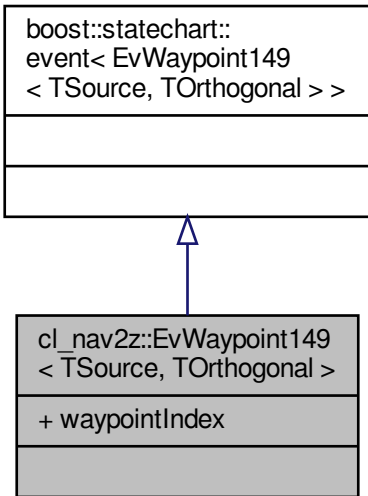 boost::statechart::
event< EvWaypoint149
< TSource, TOrthogonal > >
cl_nav2z::EvWaypoint149
< TSource, TOrthogonal >
+ waypointIndex